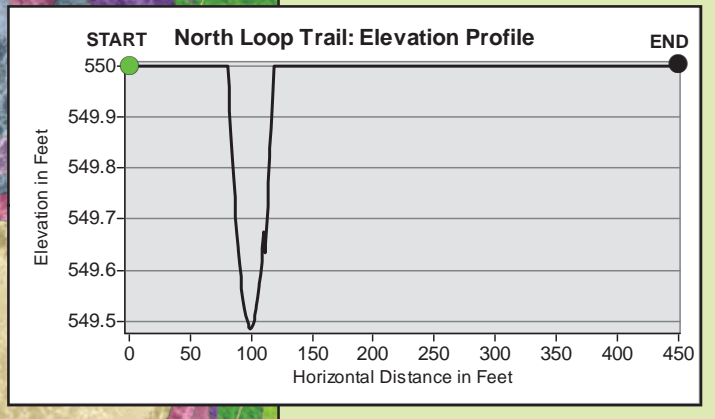 START North Loop Trail: Elevation Profile END
550
549.9
549.8
549.7
549.6
549.5
Elevation in Feet
0 50 100 150 200 250 300 350 400 450
Horizontal Distance in Feet